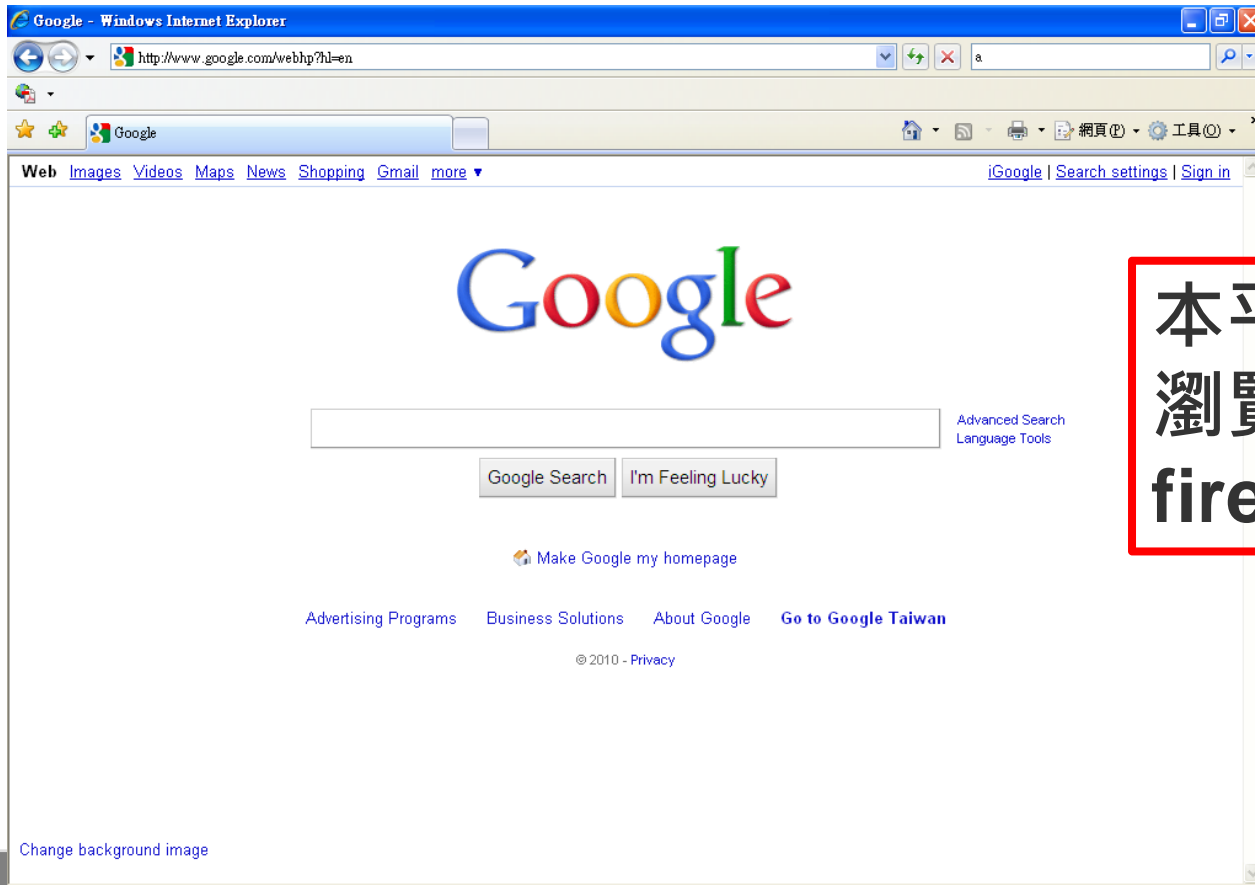 Google - Windows Internet Explorer
http://www.google.com/webhp?hl=en
a
Google
網頁(P)
工具(O)
Web Images Videos Maps News Shopping Gmail more ▼
iGoogle | Search settings | Sign in
Google
Advanced Search
Language Tools
Google Search
I'm Feeling Lucky
Make Google my homepage
Advertising Programs Business Solutions About Google Go to Google Taiwan
© 2010 - Privacy
本平
瀏覽
fire
Change background image